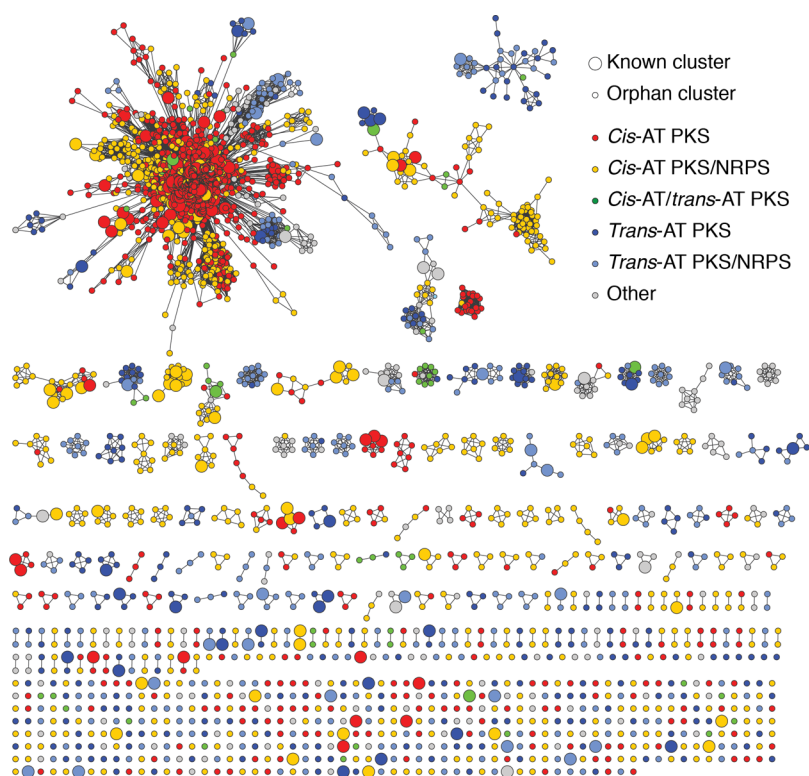 Known cluster
Orphan cluster
Cis-AT PKS
Cis-AT PKS/NRPS
Cis-AT/trans-AT PKS
Trans-AT PKS
Trans-AT PKS/NRPS
Other